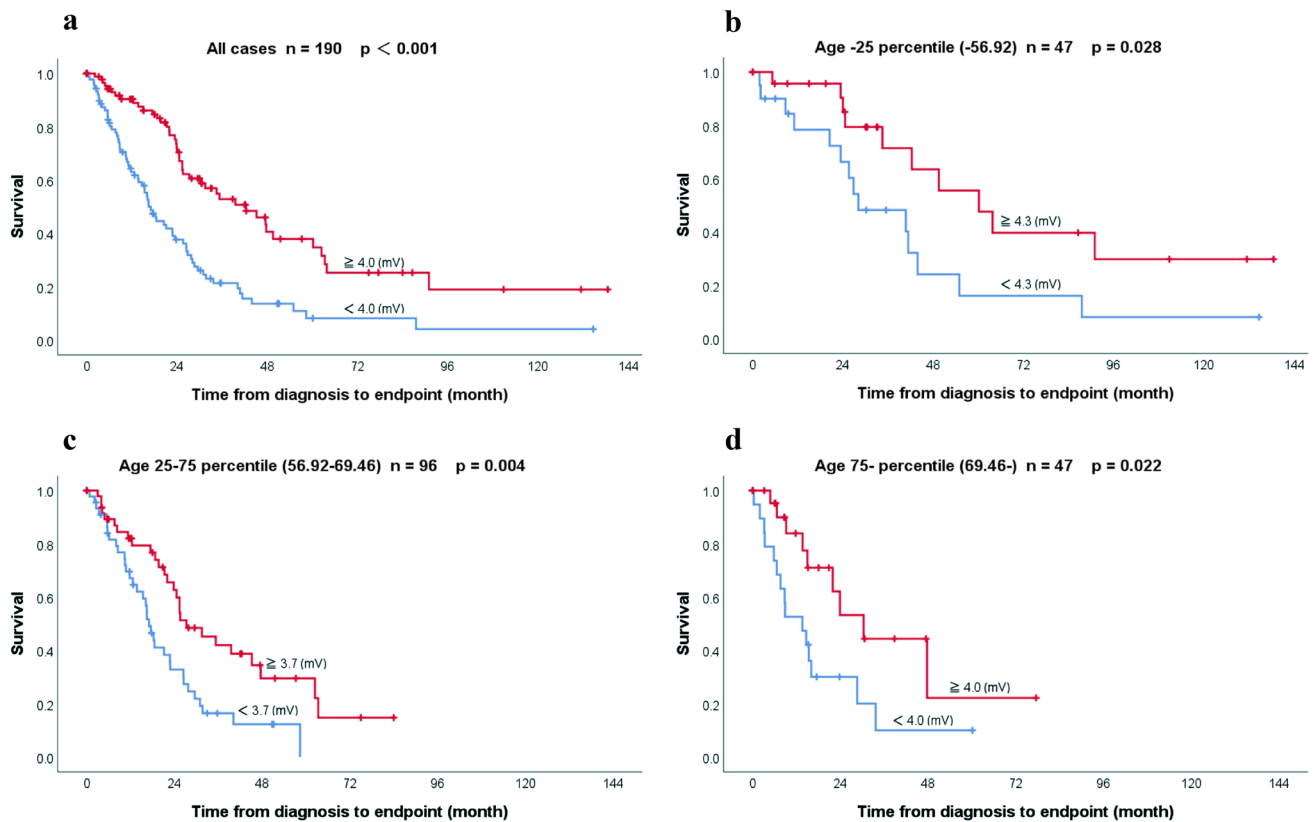 a
All cases n = 190 p < 0.001
Survival
1.0
0.8
0.6
0.4
0.2
0.0
≧ 4.0 (mV)
< 4.0 (mV)
0 24 48 72 96 120 144
Time from diagnosis to endpoint (month)
b
Age -25 percentile (-56.92) n = 47 p = 0.028
Survival
1.0
0.8
0.6
0.4
0.2
0.0
≧ 4.3 (mV)
< 4.3 (mV)
0 24 48 72 96 120 144
Time from diagnosis to endpoint (month)
c
Age 25-75 percentile (56.92-69.46) n = 96 p = 0.004
Survival
1.0
0.8
0.6
0.4
0.2
0.0
≧ 3.7 (mV)
< 3.7 (mV)
0 24 48 72 96 120 144
Time from diagnosis to endpoint (month)
d
Age 75- percentile (69.46-) n = 47 p = 0.022
Survival
1.0
0.8
0.6
0.4
0.2
0.0
≧ 4.0 (mV)
< 4.0 (mV)
0 24 48 72 96 120 144
Time from diagnosis to endpoint (month)